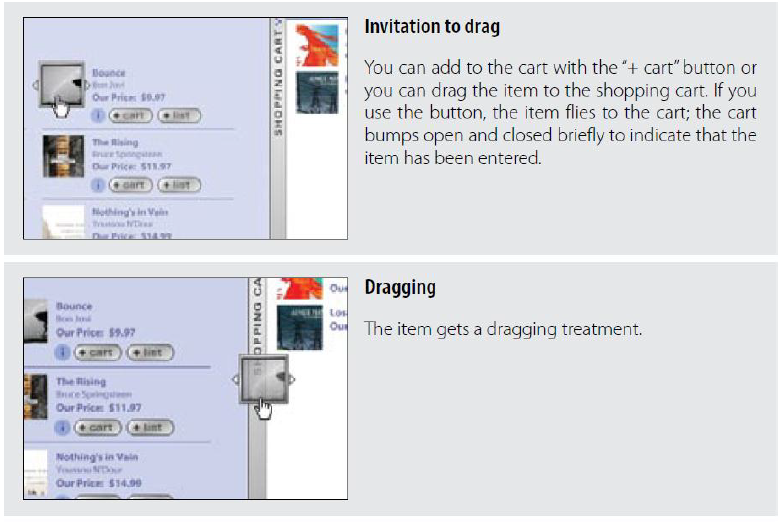 Invitation to drag
You can add to the cart with the “+ cart” button or
you can drag the item to the shopping cart. If you
use the button, the item flies to the cart; the cart
bumps open and closed briefly to indicate that the
item has been entered.
SHOPPING CART
Bounce
Bon Jovi
Our Price: $9.97
i + cart + list
The Rising
Bruce Springsteen
Our Price: $11.97
i + cart + list
Nothing's in Vain
Youssou N'Dour
Our Price: $14.99
Dragging
The item gets a dragging treatment.
OPPING CA
Our
Los
Our
Bounce
Bon Jovi
Our Price: $9.97
i + cart + list
The Rising
Bruce Springsteen
Our Price: $11.97
i + cart + list
Nothing's in Vain
Youssou N'Dour
Our Price: $14.99